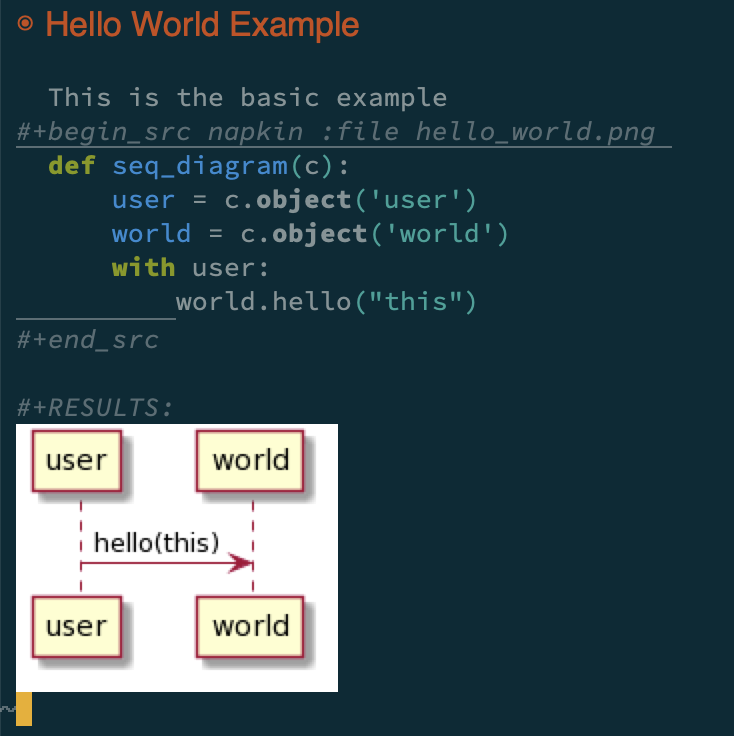 Hello World Example
This is the basic example
#+begin_src napkin :file hello_world.png
def seq_diagram(c):
    user = c.object('user')
    world = c.object('world')
    with user:
        world.hello("this")
#+end_src
#+RESULTS:
user world
hello(this)
user world
~